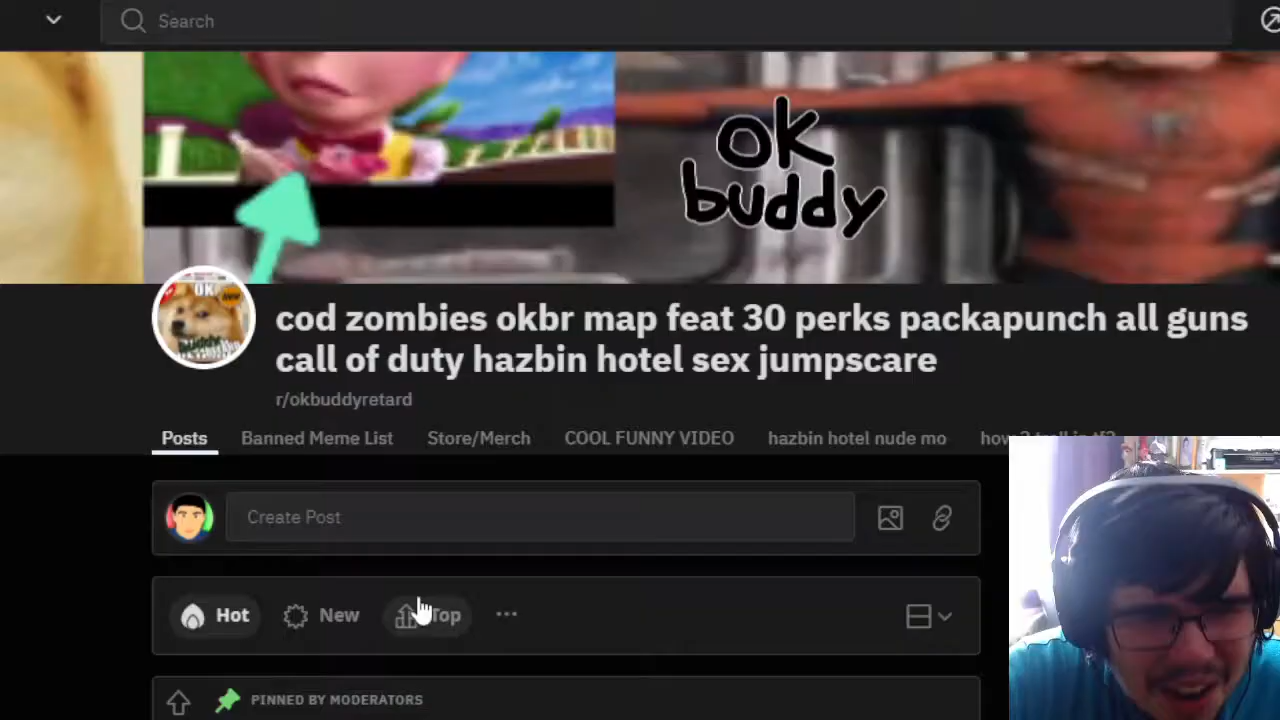 Search
ok
buddy
cod zombies okbr map feat 30 perks packapunch all guns
call of duty hazbin hotel sex jumpscare
r/okbuddyretard
Posts Banned Meme List Store/Merch COOL FUNNY VIDEO hazbin hotel nude mo
Create Post
Hot New Top
PINNED BY MODERATORS